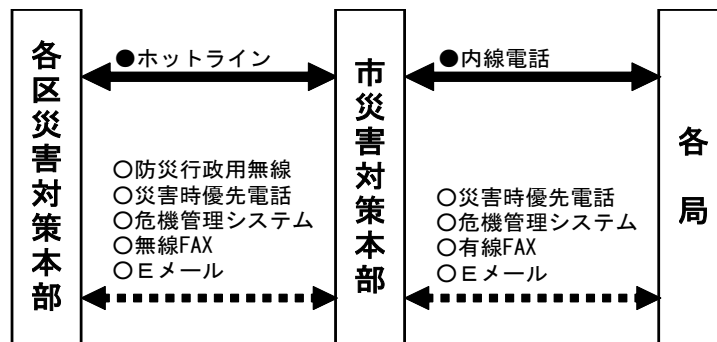 各区災害対策本部
●ホットライン
○防災行政用無線
○災害時優先電話
○危機管理システム
○無線FAX
○Ｅメール
市災害対策本部
●内線電話
○災害時優先電話
○危機管理システム
○有線FAX
○Ｅメール
各局